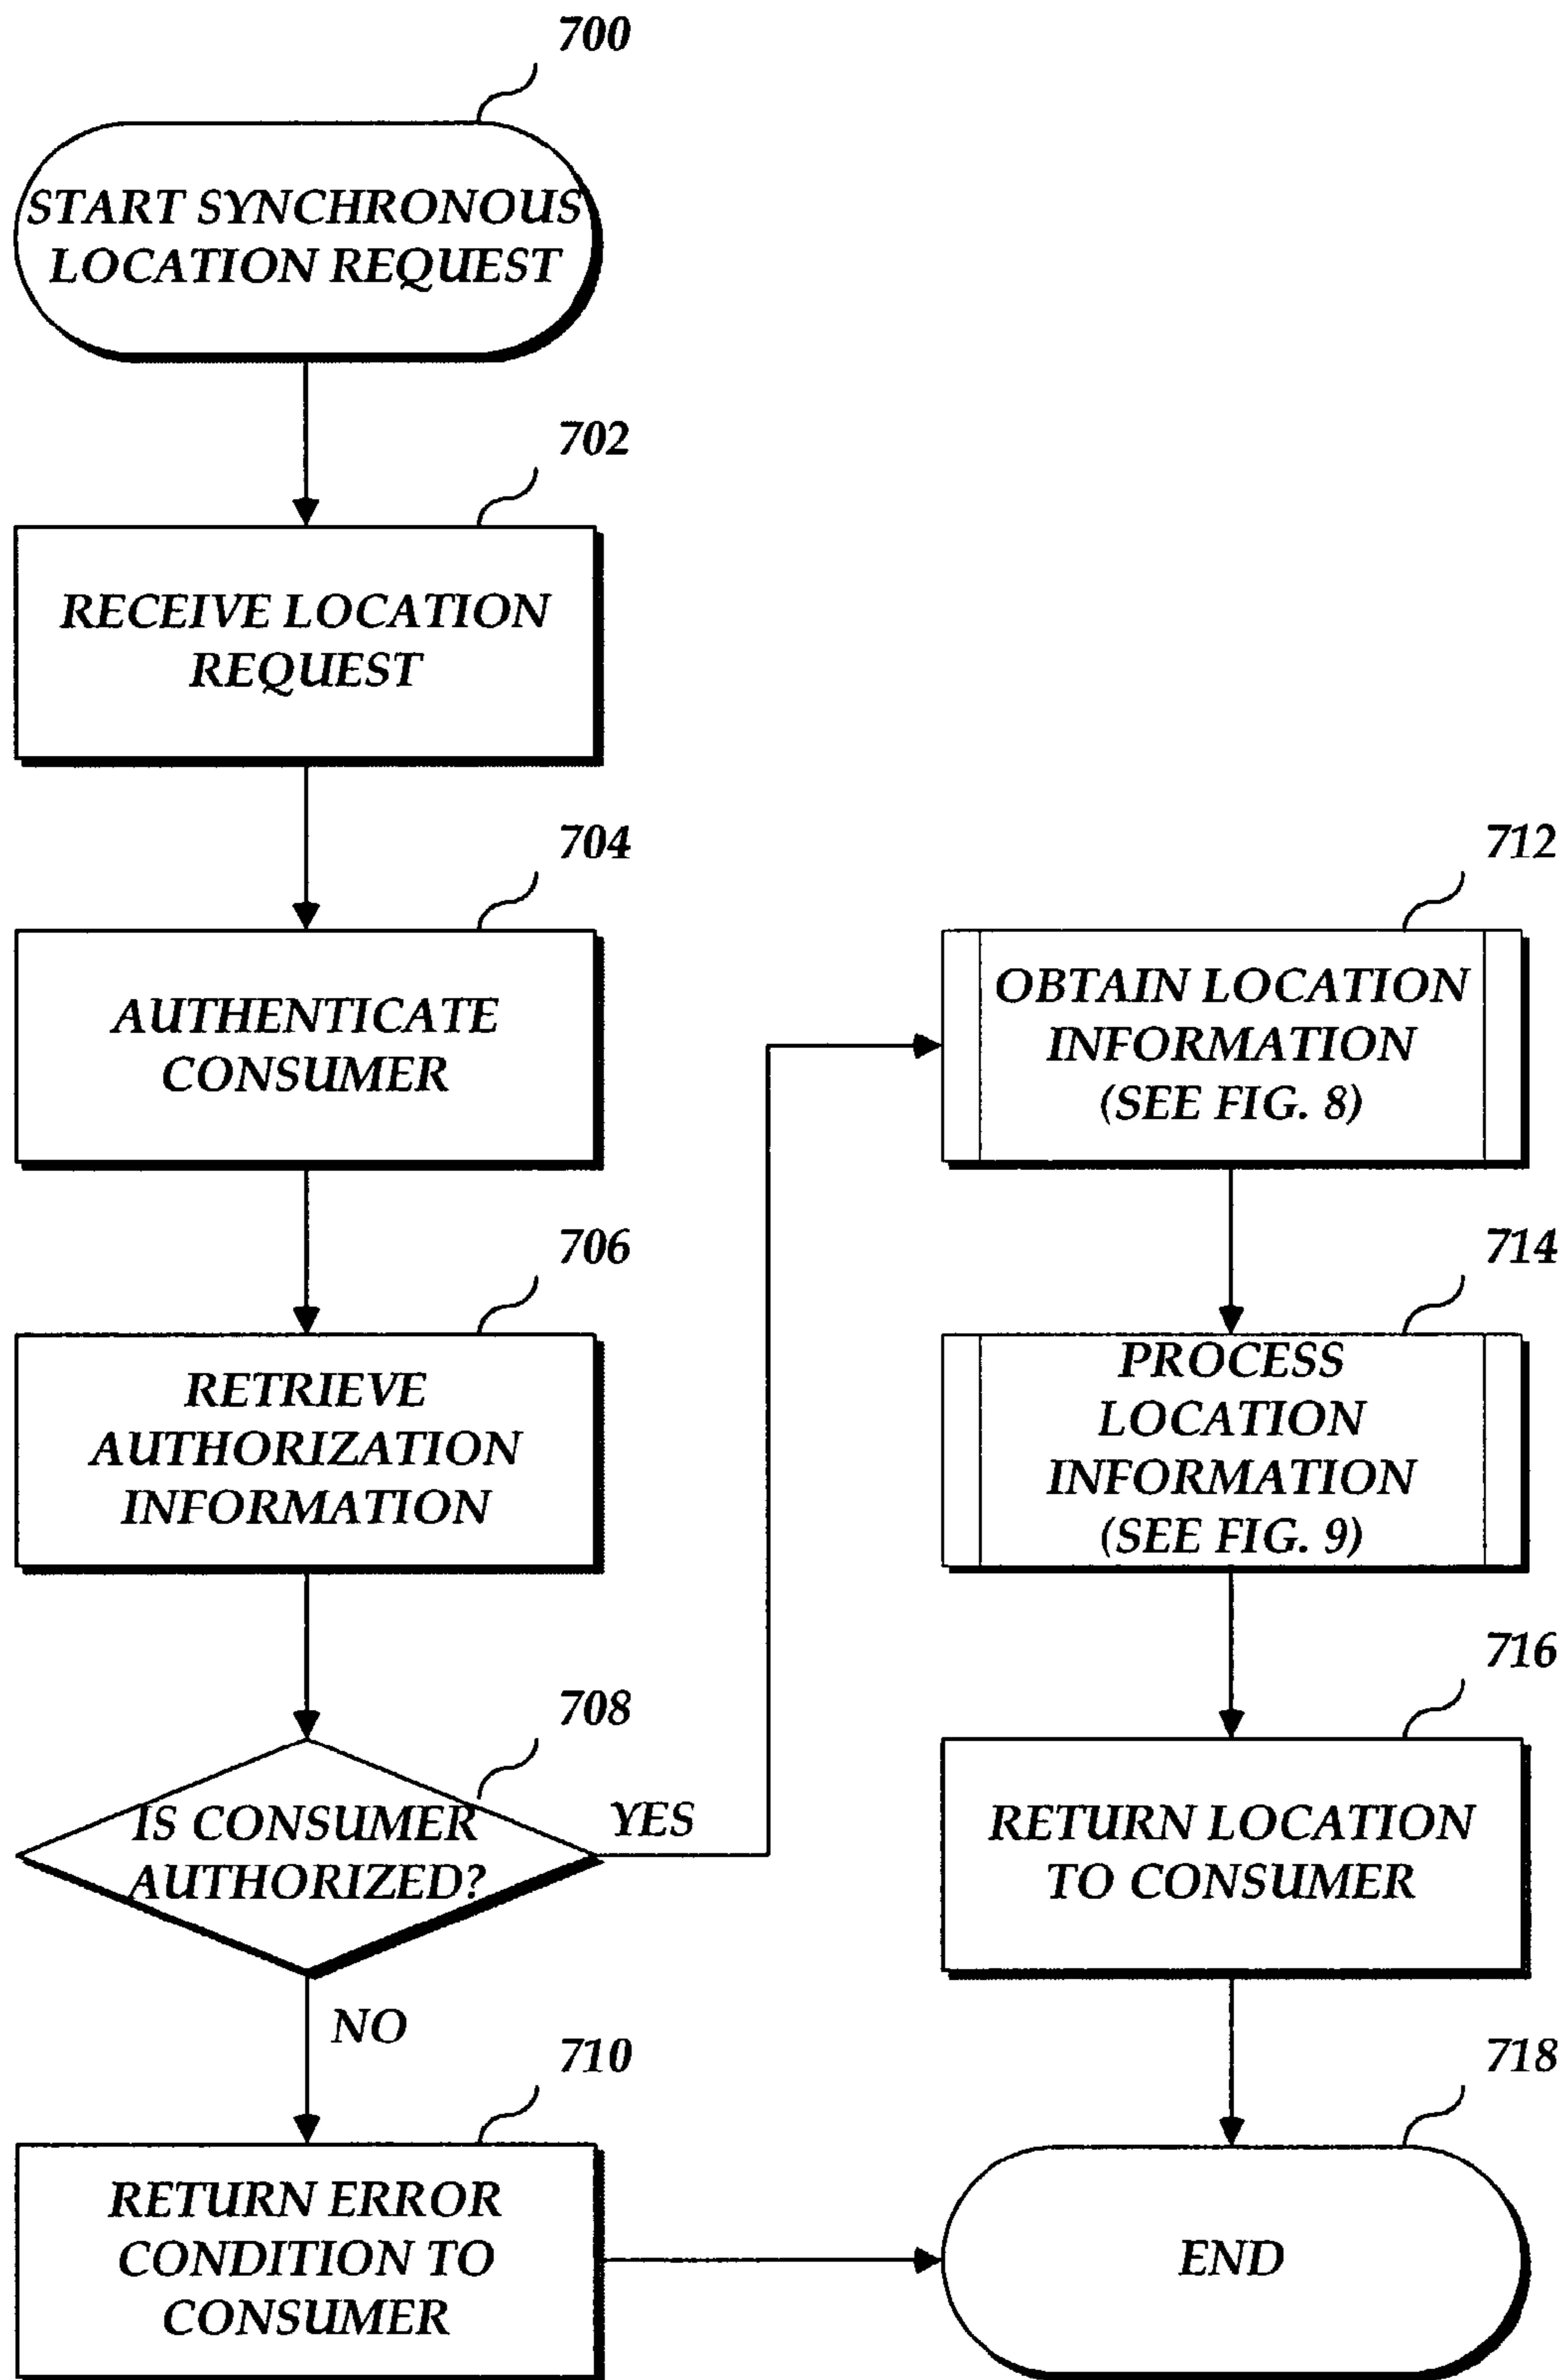 700
START SYNCHRONOUS
LOCATION REQUEST
702
RECEIVE LOCATION
REQUEST
704
AUTHENTICATE
CONSUMER
706
RETRIEVE
AUTHORIZATION
INFORMATION
708
IS CONSUMER
AUTHORIZED?
YES
NO
710
RETURN ERROR
CONDITION TO
CONSUMER
712
OBTAIN LOCATION
INFORMATION
(SEE FIG. 8)
714
PROCESS
LOCATION
INFORMATION
(SEE FIG. 9)
716
RETURN LOCATION
TO CONSUMER
718
END